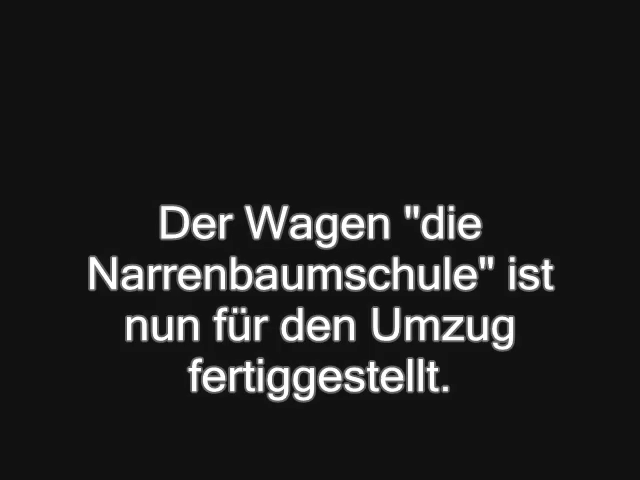 Der Wagen "die
Narrenbaumschule" ist
nun für den Umzug
fertiggestellt.